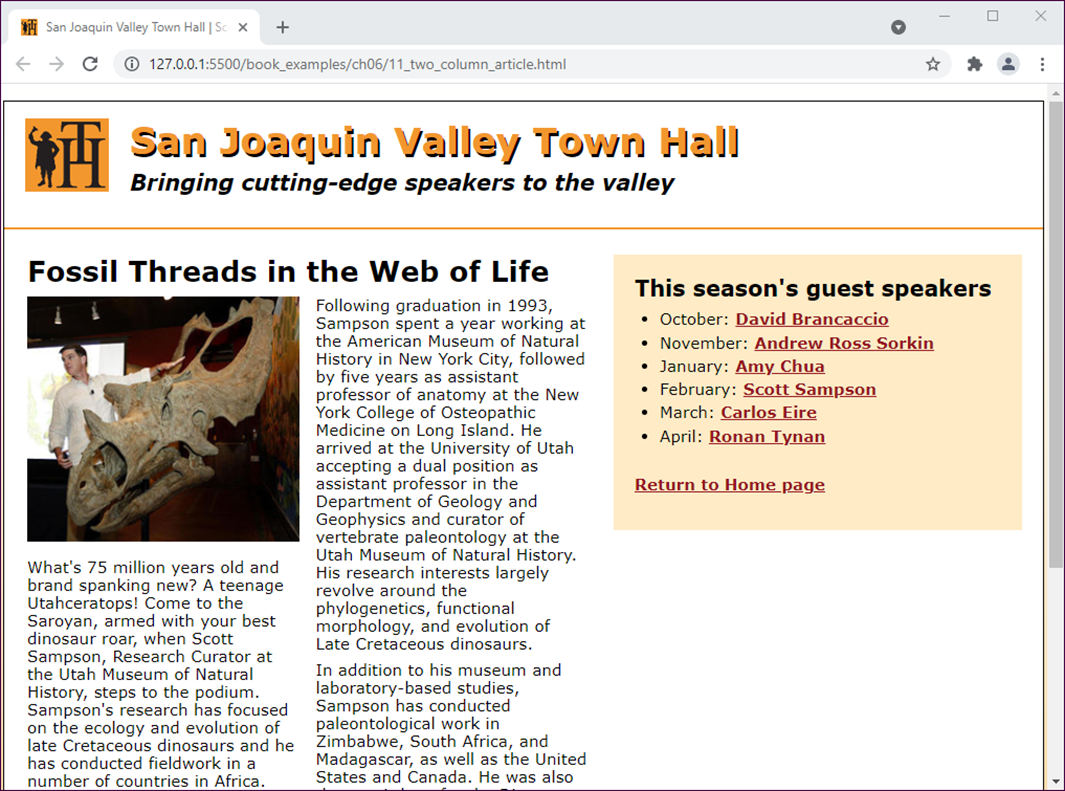 San Joaquin Valley Town Hall | Sc
127.0.0.1:5500/book_examples/ch06/11_two_column_article.html
TH
San Joaquin Valley Town Hall
Bringing cutting-edge speakers to the valley
Fossil Threads in the Web of Life
What's 75 million years old and
brand spanking new? A teenage
Utahceratops! Come to the
Saroyan, armed with your best
dinosaur roar, when Scott
Sampson, Research Curator at
the Utah Museum of Natural
History, steps to the podium.
Sampson's research has focused
on the ecology and evolution of
late Cretaceous dinosaurs and he
has conducted fieldwork in a
number of countries in Africa.
Following graduation in 1993,
Sampson spent a year working at
the American Museum of Natural
History in New York City, followed
by five years as assistant
professor of anatomy at the New
York College of Osteopathic
Medicine on Long Island. He
arrived at the University of Utah
accepting a dual position as
assistant professor in the
Department of Geology and
Geophysics and curator of
vertebrate paleontology at the
Utah Museum of Natural History.
His research interests largely
revolve around the
phylogenetics, functional
morphology, and evolution of
Late Cretaceous dinosaurs.
In addition to his museum and
laboratory-based studies,
Sampson has conducted
paleontological work in
Zimbabwe, South Africa, and
Madagascar, as well as the United
States and Canada. He was also
This season's guest speakers
• October: David Brancaccio
• November: Andrew Ross Sorkin
• January: Amy Chua
• February: Scott Sampson
• March: Carlos Eire
• April: Ronan Tynan
Return to Home page